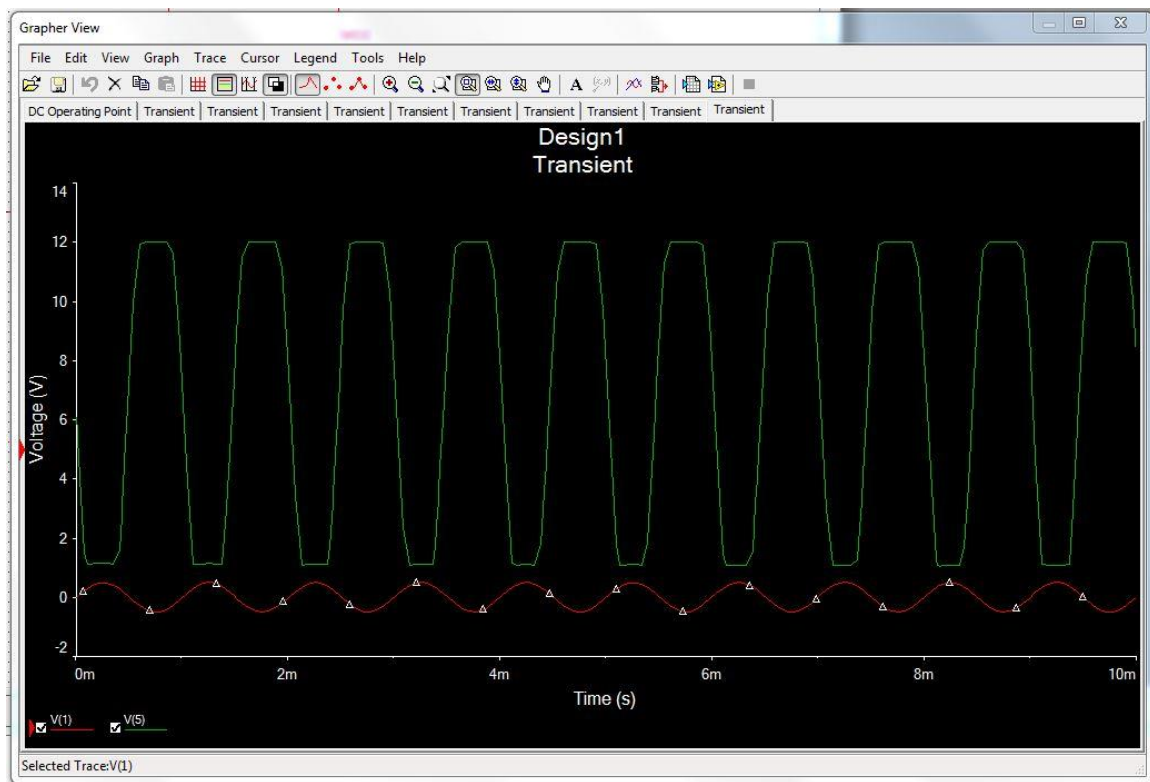 Grapher View
File Edit View Graph Trace Cursor Legend Tools Help
A
DC Operating Point Transient Transient Transient Transient Transient Transient Transient Transient Transient Transient
Design1
Transient
Voltage (V)
14
12
10
8
6
4
2
0
-2
0m 2m 4m 6m 8m 10m
Time (s)
V(1) V(5)
Selected Trace:V(1)